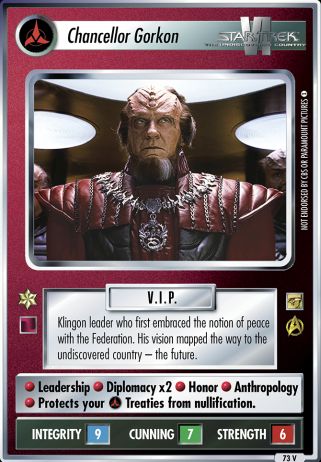 Chancellor Gorkon
STAR TREK VI
THE UNDISCOVERED COUNTRY
NOT ENDORSED BY CBS OR PARAMOUNT PICTURES
V.I.P.
Klingon leader who first embraced the notion of peace
with the Federation. His vision mapped the way to the
undiscovered country – the future.
• Leadership • Diplomacy x2 • Honor • Anthropology
• Protects your Treaties from nullification.
INTEGRITY 9 CUNNING 7 STRENGTH 6
73 V